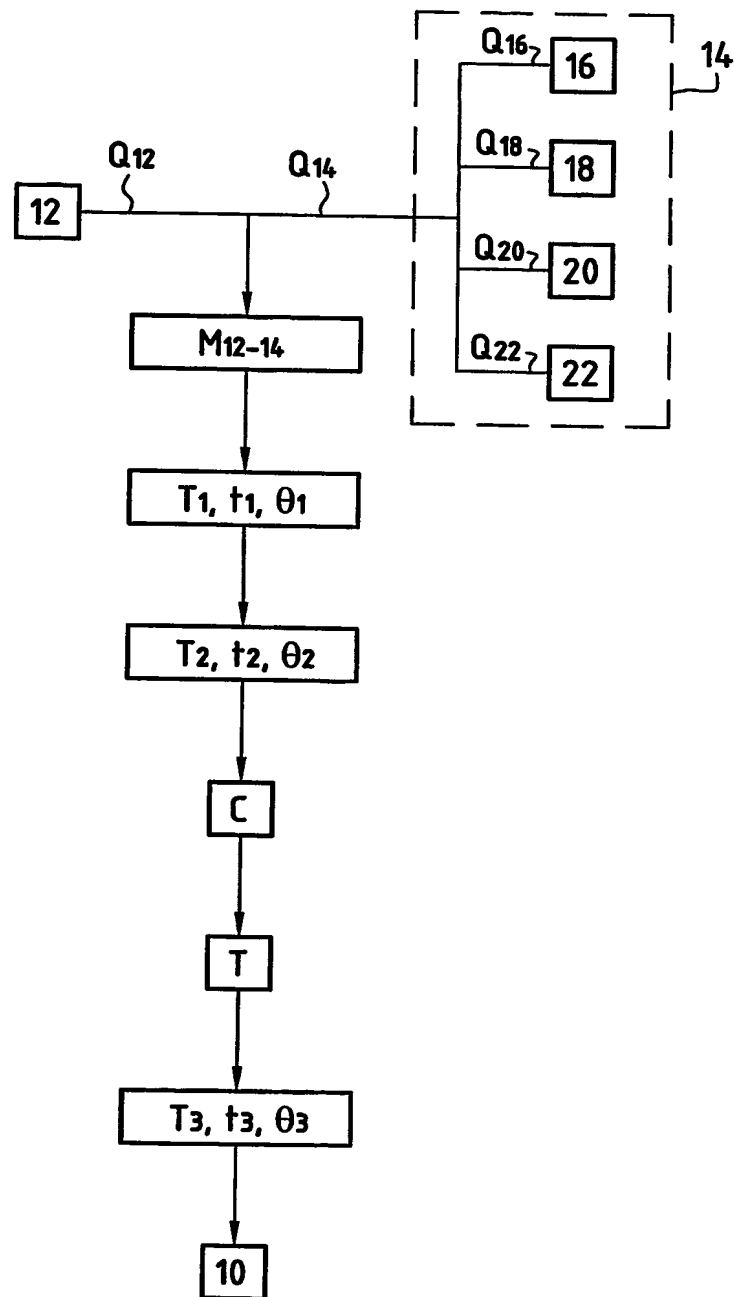 Q16
16
14
Q12
Q14
Q18
18
12
Q20
20
M12-14
Q22
22
T1, t1, θ1
T2, t2, θ2
C
T
T3, t3, θ3
10